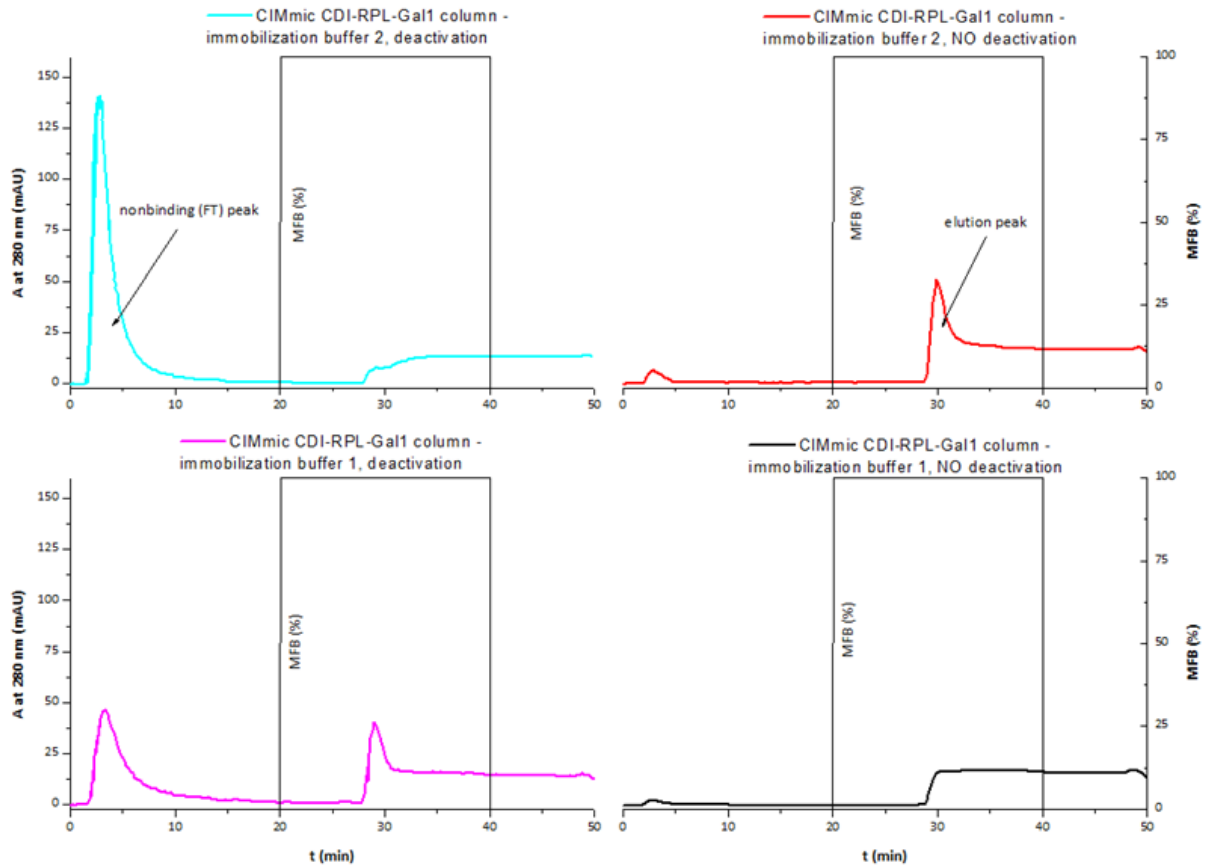 CIMmic CDI-RPL-Gal1 column -
immobilization buffer 2, deactivation
150
125
100
75
50
25
0
A at 280 nm (mAU)
nonbinding (FT) peak
MFB (%)
0 10 20 30 40 50
CIMmic CDI-RPL-Gal1 column -
immobilization buffer 2, NO deactivation
elution peak
MFB (%)
100
75
50
25
0
MFB (%)
0 10 20 30 40 50
CIMmic CDI-RPL-Gal1 column -
immobilization buffer 1, deactivation
150
125
100
75
50
25
0
A at 280 nm (mAU)
MFB (%)
0 10 20 30 40 50
t (min)
CIMmic CDI-RPL-Gal1 column -
immobilization buffer 1, NO deactivation
MFB (%)
100
75
50
25
0
MFB (%)
0 10 20 30 40 50
t (min)